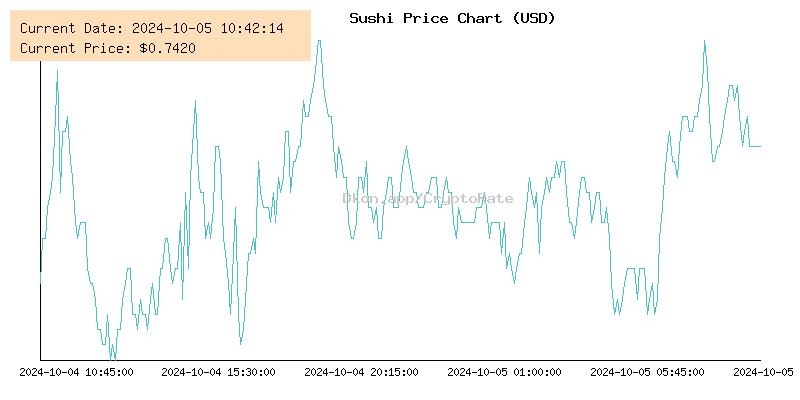 Sushi Price Chart (USD)
Current Date: 2024-10-05 10:42:14
Current Price: $0.7420
Dkon.app/CryptoRate
2024-10-04 10:45:00 2024-10-04 15:30:00 2024-10-04 20:15:00 2024-10-05 01:00:00 2024-10-05 05:45:00 2024-10-05